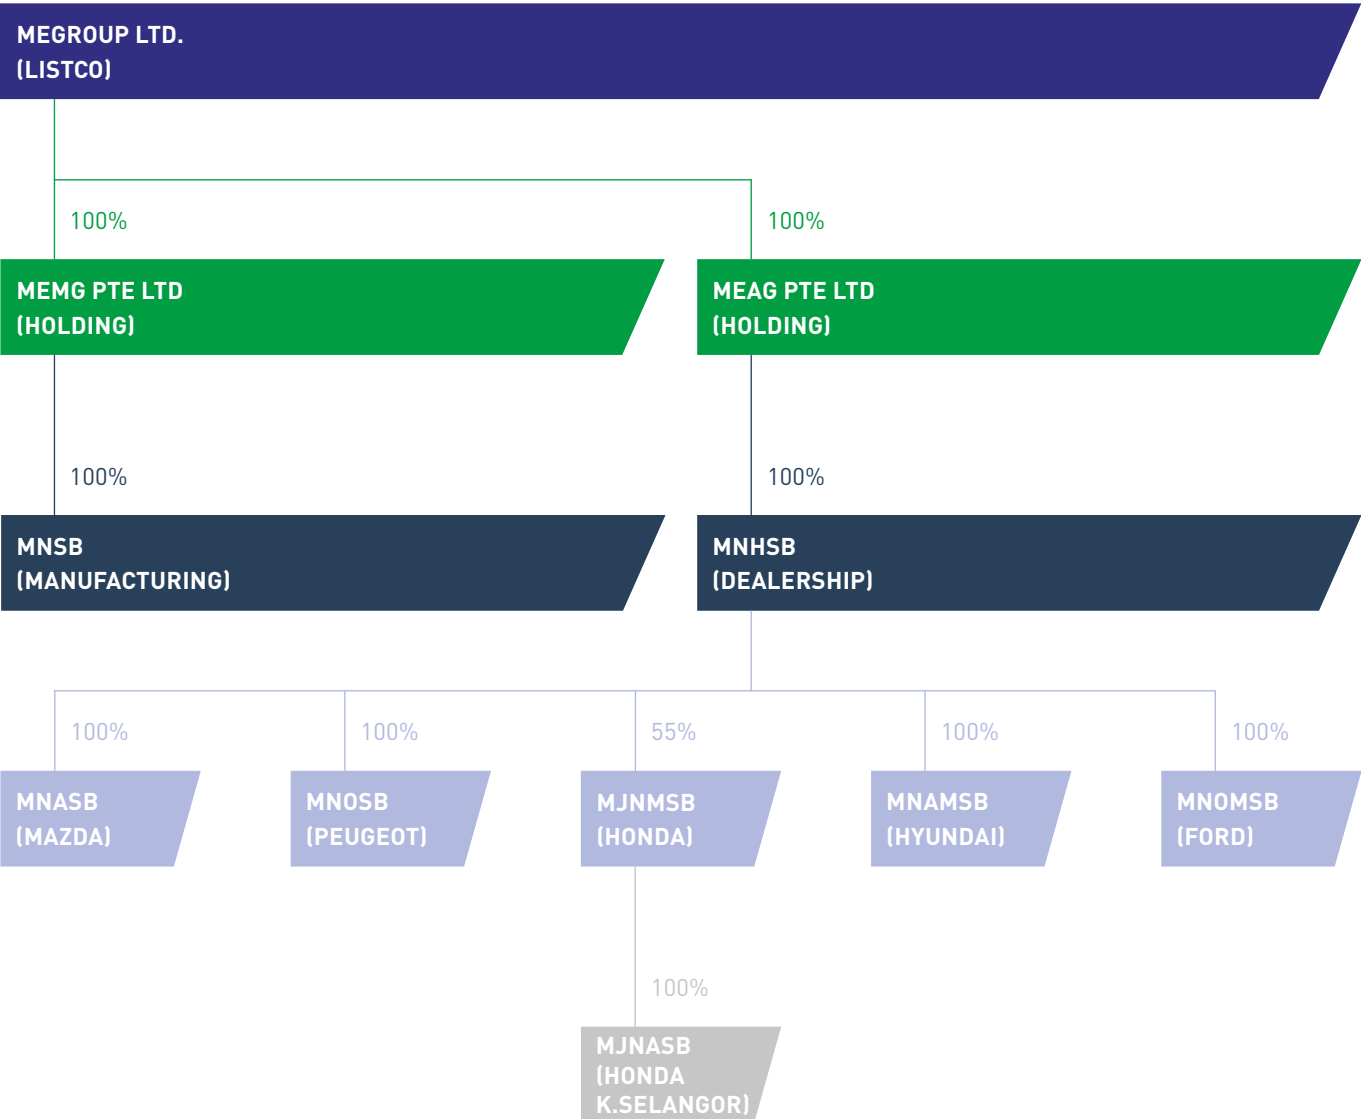 MEGROUP LTD.
(LISTCO)
100%
100%
MEMG PTE LTD
(HOLDING)
MEAG PTE LTD
(HOLDING)
100%
100%
MNSB
(MANUFACTURING)
MNHSB
(DEALERSHIP)
100%
100%
55%
100%
100%
MNASB
(MAZDA)
MNOSB
(PEUGEOT)
MJNMSB
(HONDA)
MNAMSB
(HYUNDAI)
MNOMSB
(FORD)
100%
MJNASB
(HONDA
K.SELANGOR)